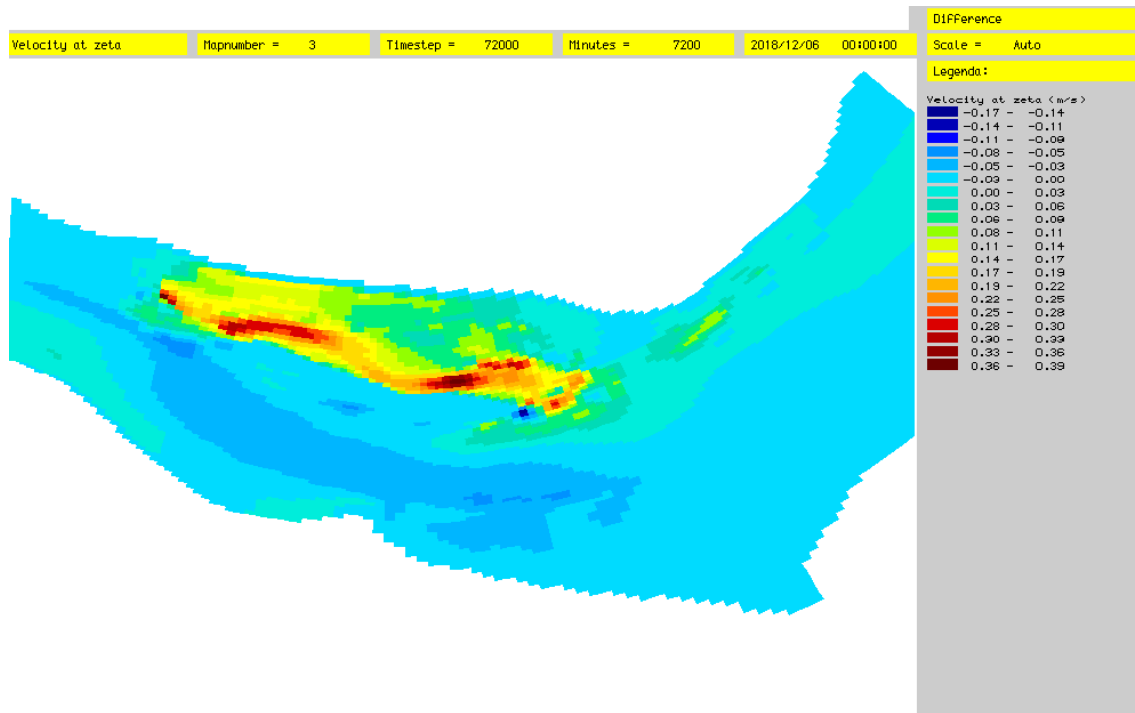 Difference
Velocity at zeta Mapnumber = 3 Timestep = 72000 Minutes = 7200 2018/12/06 00:00:00 Scale = Auto
Legenda:
Velocity at zeta (m/s)
-0.17 - -0.14
-0.14 - -0.11
-0.11 - -0.08
-0.08 - -0.05
-0.05 - -0.03
-0.03 - 0.00
0.00 - 0.03
0.03 - 0.06
0.06 - 0.08
0.08 - 0.11
0.11 - 0.14
0.14 - 0.17
0.17 - 0.19
0.19 - 0.22
0.22 - 0.25
0.25 - 0.28
0.28 - 0.30
0.30 - 0.33
0.33 - 0.36
0.36 - 0.39